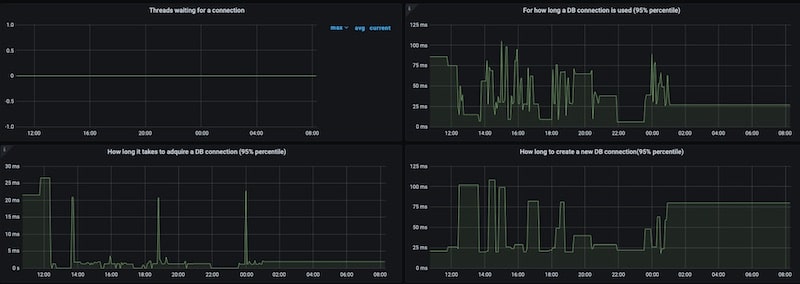 Threads waiting for a connection
max avg current
1.0
0.5
0
-0.5
-1.0
12:00 16:00 20:00 00:00 04:00 08:00
For how long a DB connection is used (95% percentile)
125 ms
100 ms
75 ms
50 ms
25 ms
0 ms
12:00 14:00 16:00 18:00 20:00 22:00 00:00 02:00 04:00 06:00 08:00
How long it takes to adquire a DB connection (95% percentile)
30 ms
25 ms
20 ms
15 ms
10 ms
5 ms
0 s
12:00 14:00 16:00 18:00 20:00 22:00 00:00 02:00 04:00 06:00 08:00
How long to create a new DB connection(95% percentile)
125 ms
100 ms
75 ms
50 ms
25 ms
0 ms
12:00 14:00 16:00 18:00 20:00 22:00 00:00 02:00 04:00 06:00 08:00